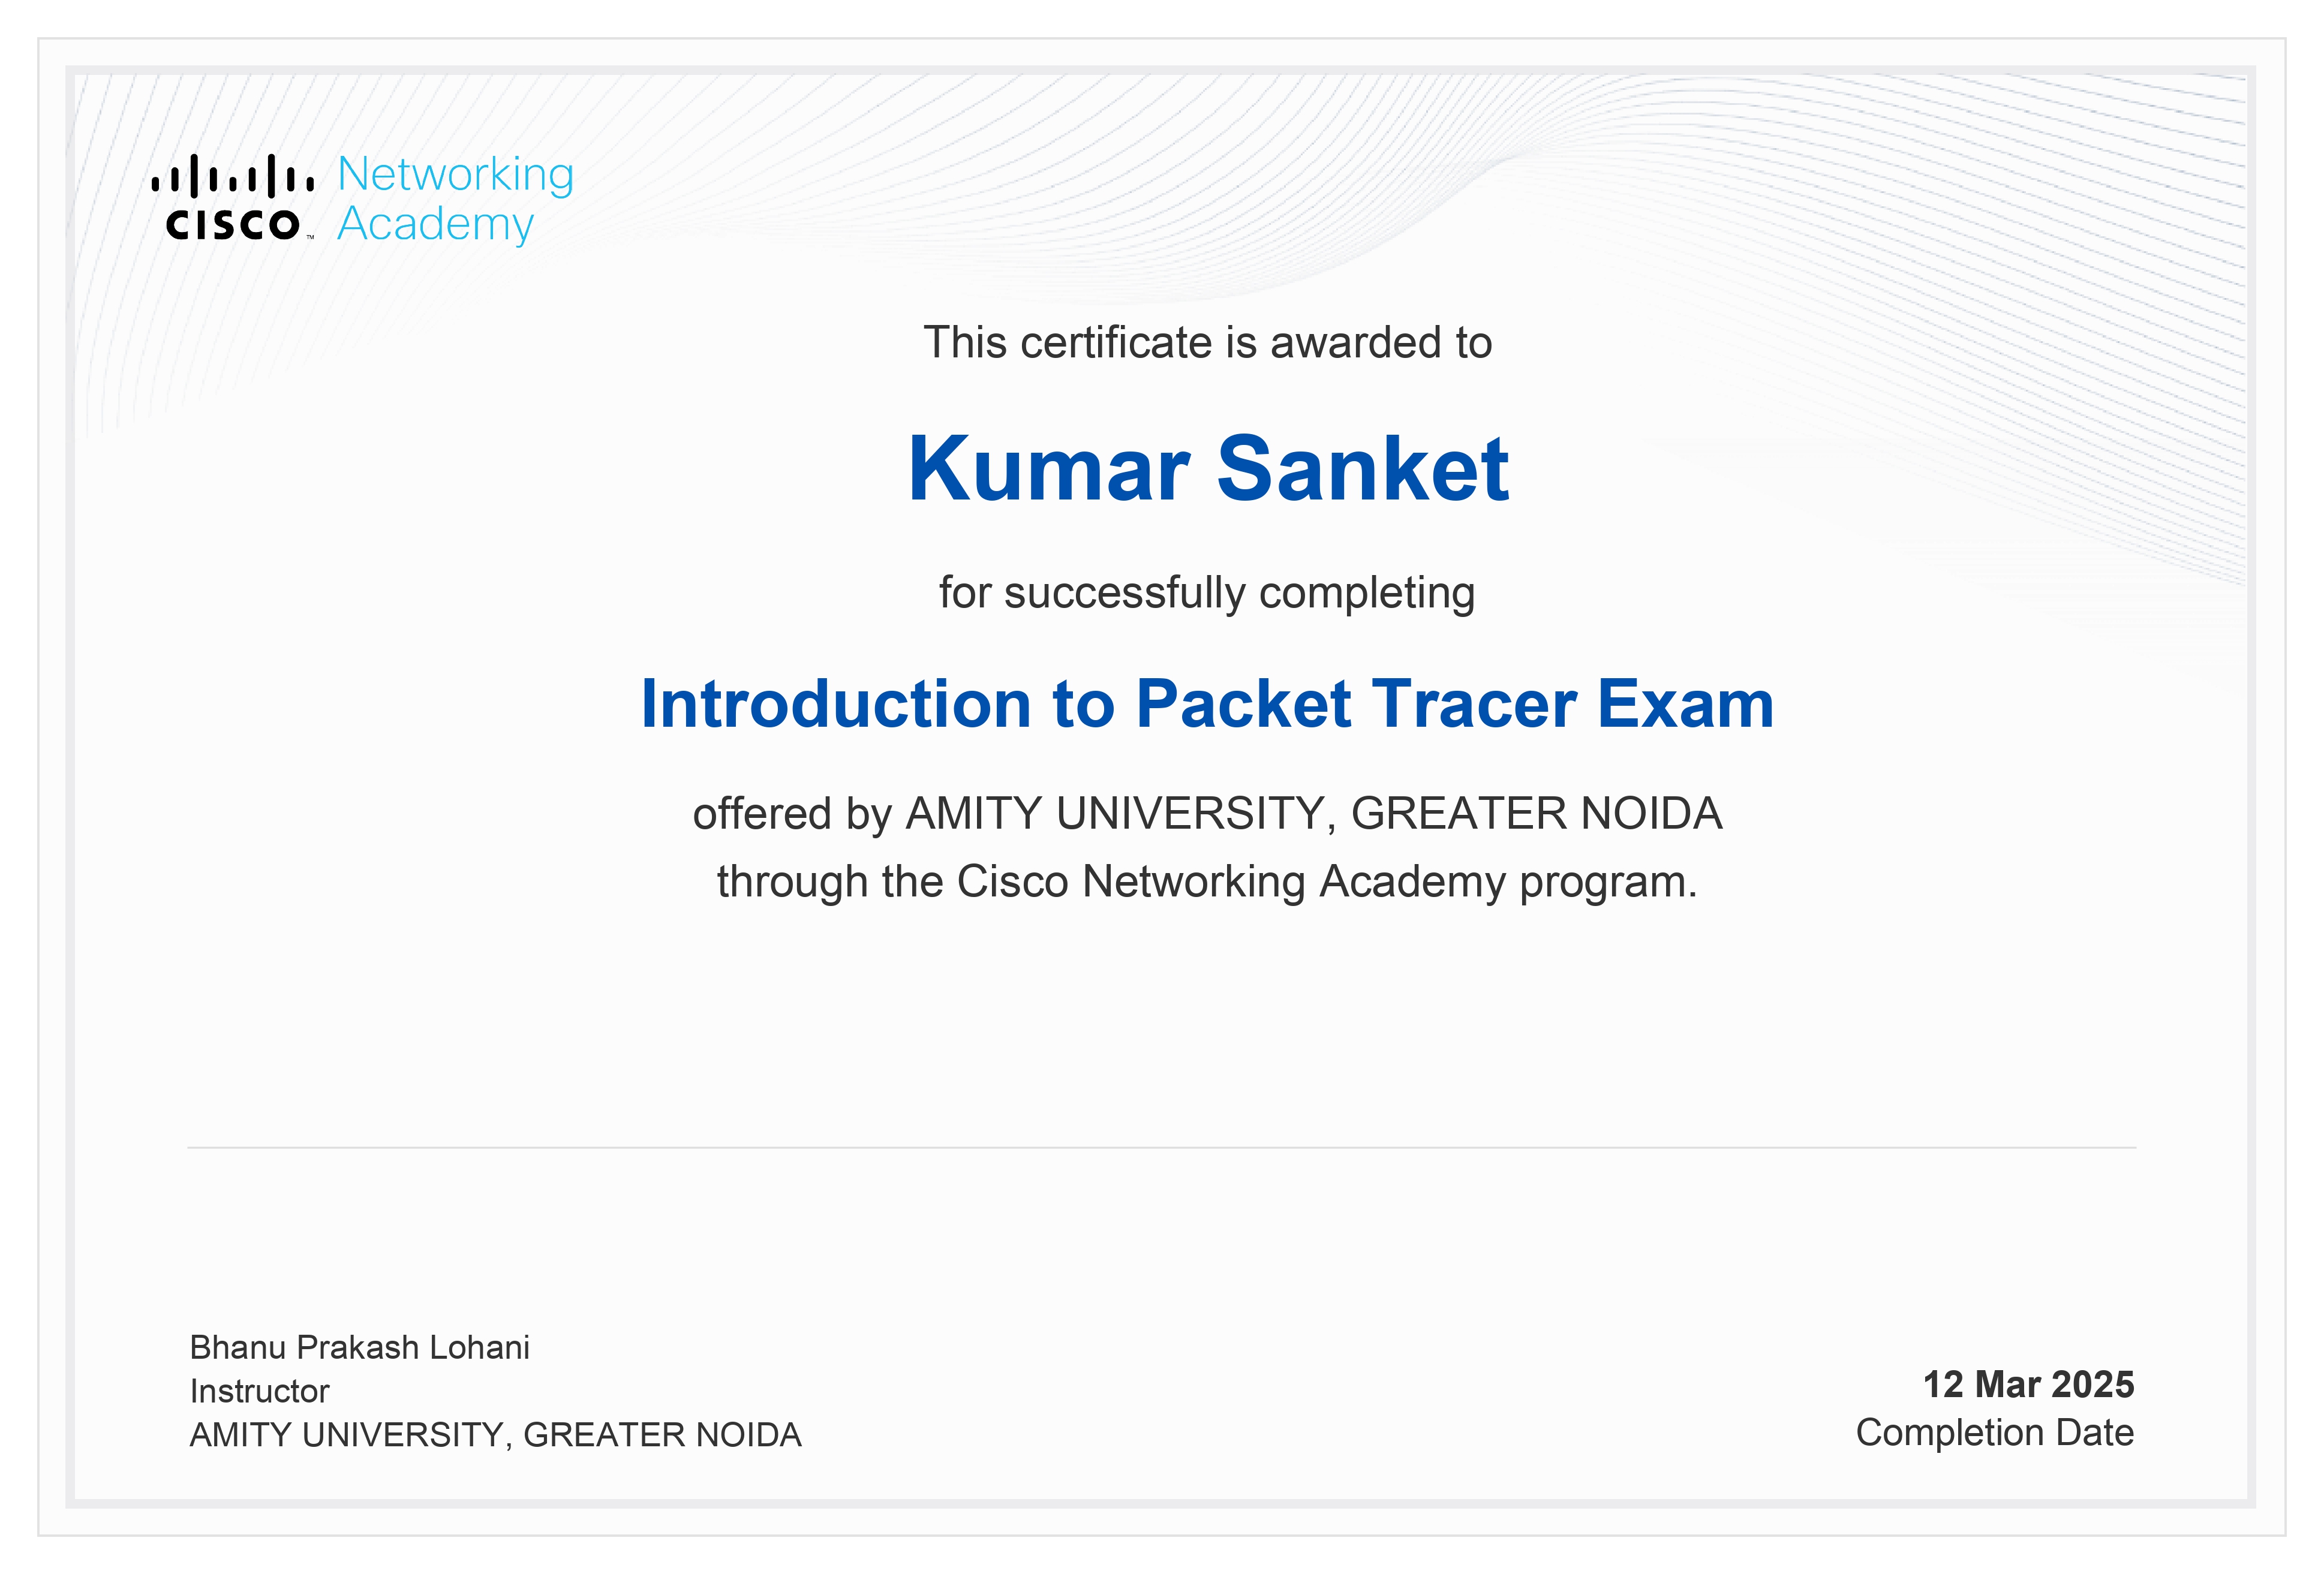 CISCO™
Networking
Academy
This certificate is awarded to
Kumar Sanket
for successfully completing
Introduction to Packet Tracer Exam
offered by AMITY UNIVERSITY, GREATER NOIDA
through the Cisco Networking Academy program.
Bhanu Prakash Lohani
Instructor
AMITY UNIVERSITY, GREATER NOIDA
12 Mar 2025
Completion Date